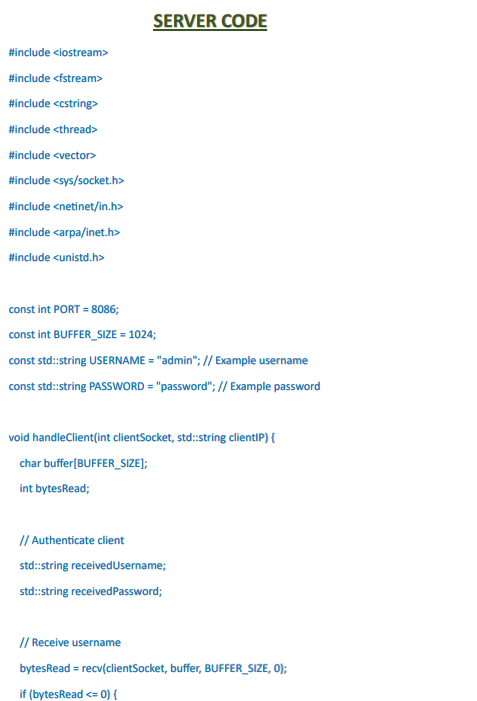 SERVER CODE
#include <iostream>
#include <fstream>
#include <cstring>
#include <thread>
#include <vector>
#include <sys/socket.h>
#include <netinet/in.h>
#include <arpa/inet.h>
#include <unistd.h>
const int PORT = 8086;
const int BUFFER_SIZE = 1024;
const std::string USERNAME = "admin"; // Example username
const std::string PASSWORD = "password"; // Example password
void handleClient(int clientSocket, std::string clientIP) {
char buffer[BUFFER_SIZE];
int bytesRead;
// Authenticate client
std::string receivedUsername;
std::string receivedPassword;
// Receive username
bytesRead = recv(clientSocket, buffer, BUFFER_SIZE, 0);
if (bytesRead <= 0) {